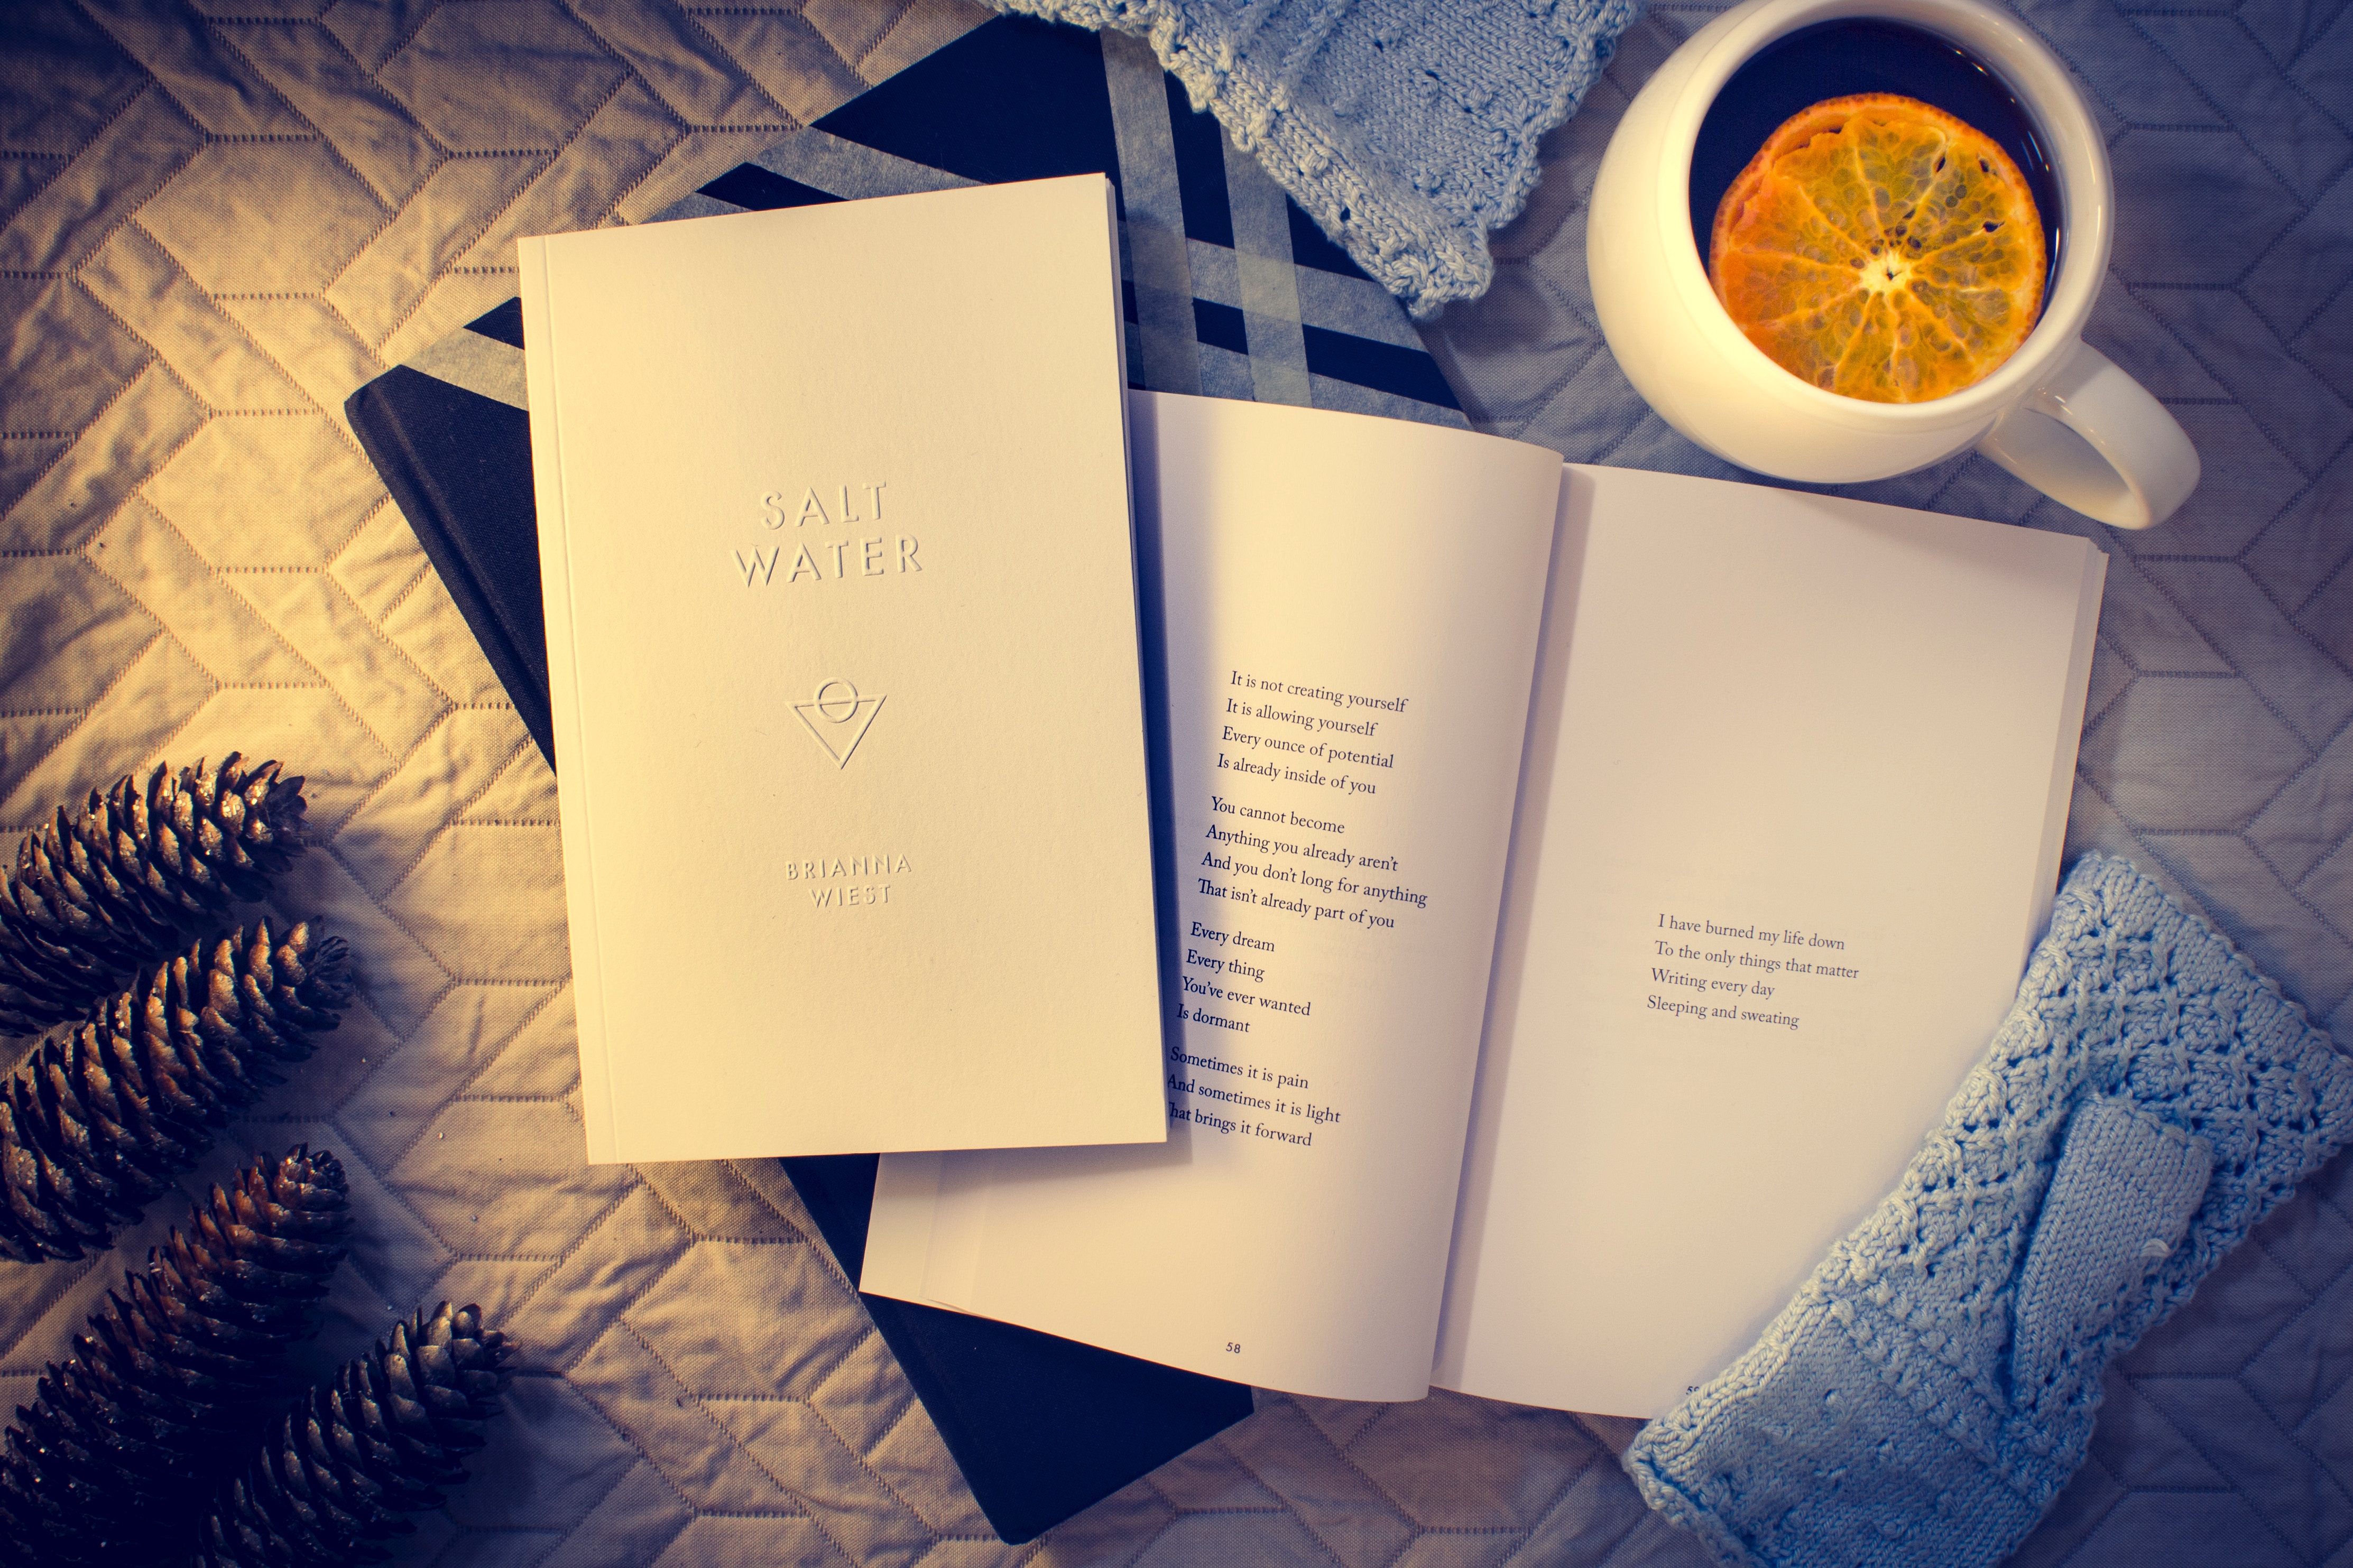 SALT
WATER
BRIANNA
WIEST
It is not creating yourself
It is allowing yourself
Every ounce of potential
Is already inside of you
You cannot become
Anything you already aren't
And you don't long for anything
That isn't already part of you
Every dream
Every thing
You've ever wanted
Is dormant
Sometimes it is pain
And sometimes it is light
That brings it forward
58
I have burned my life down
To the only things that matter
Writing every day
Sleeping and sweating